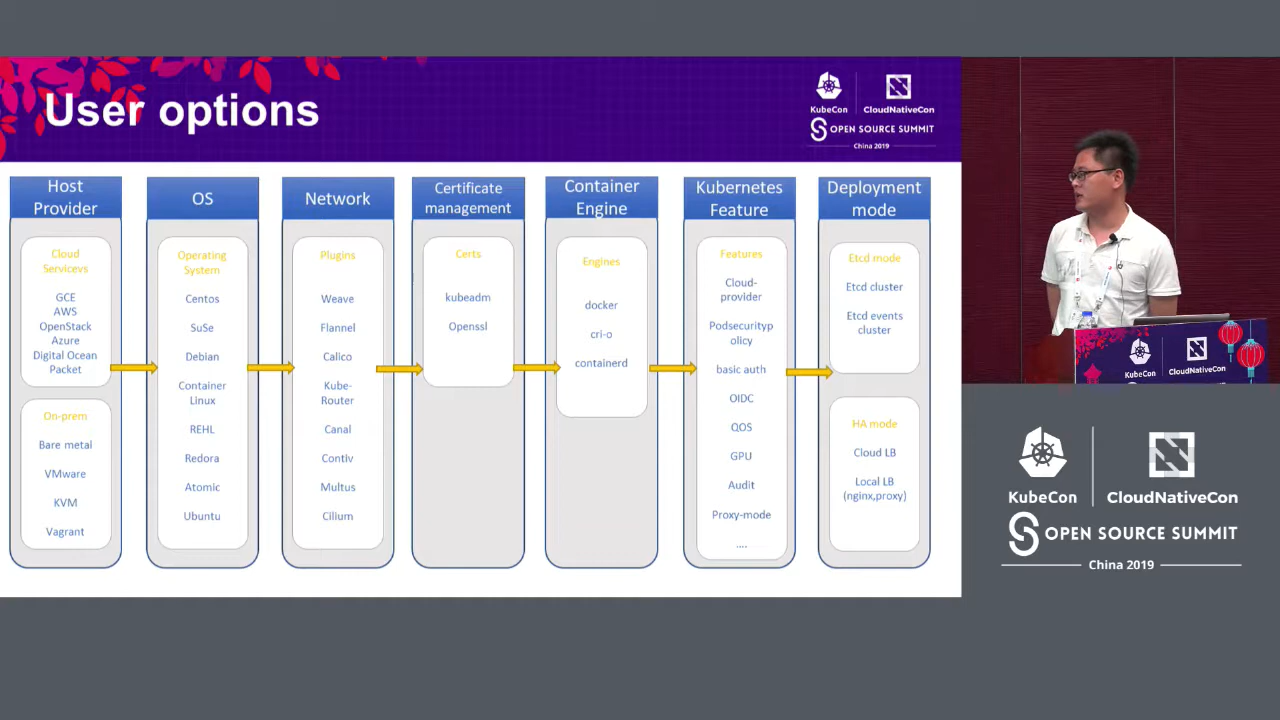 User options
KubeCon
CloudNativeCon
OPEN SOURCE SUMMIT
China 2019
Host
Provider
Cloud
Servicevs
GCE
AWS
OpenStack
Azure
Digital Ocean
Packet
On-prem
Bare metal
VMware
KVM
Vagrant
OS
Operating
System
Centos
SuSe
Debian
Container
Linux
REHL
Redora
Atomic
Ubuntu
Network
Plugins
Weave
Flannel
Calico
Kube-
Router
Canal
Contiv
Multus
Cilium
Certificate
management
Certs
kubeadm
Openssl
Container
Engine
Engines
docker
cri-o
containerd
Kubernetes
Feature
Features
Cloud-
provider
Podsecurityp
olicy
basic auth
OIDC
QOS
GPU
Audit
Proxy-mode
....
Deployment
mode
Etcd mode
Etcd cluster
Etcd events
cluster
HA mode
Cloud LB
Local LB
(nginx,proxy)
KubeCon
CloudNativeCon
KubeCon
CloudNativeCon
OPEN SOURCE SUMMIT
China 2019